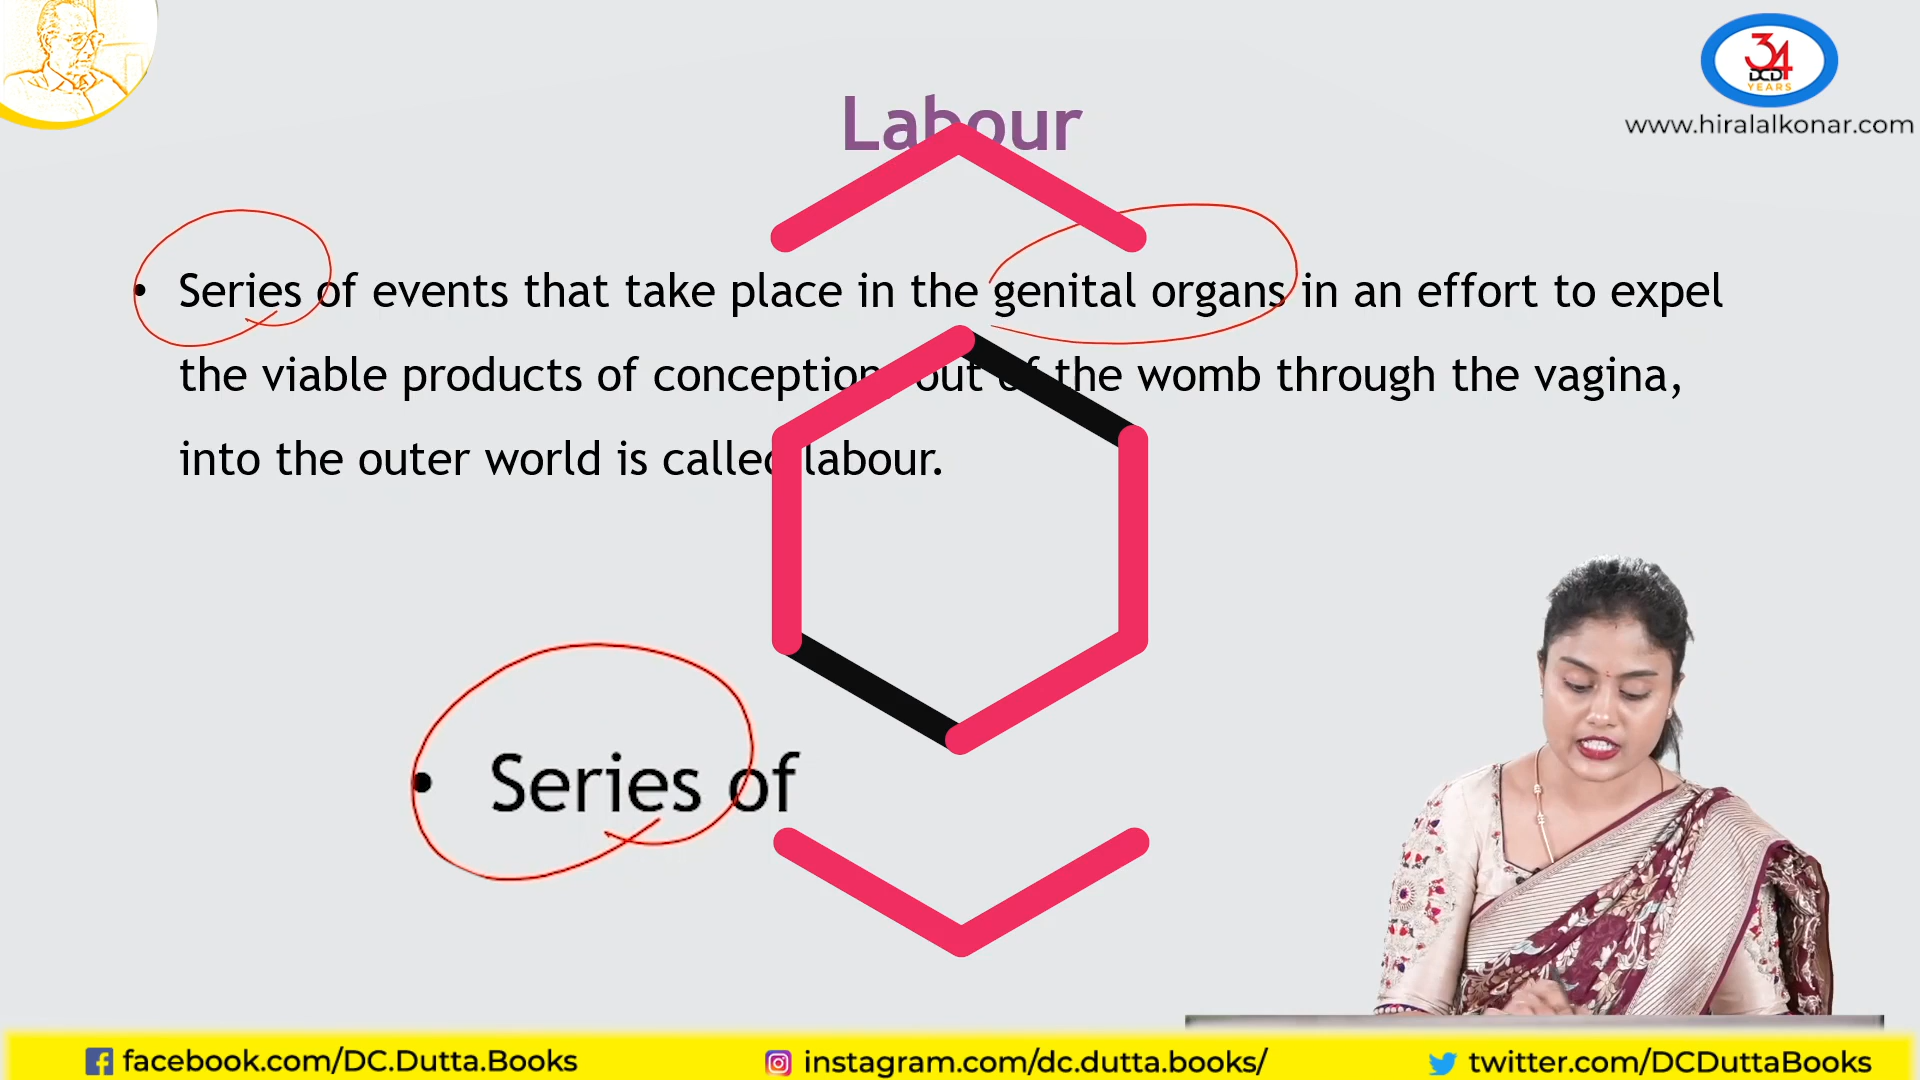 34
DCD
YEARS
www.hiralalkonar.com
Labour
• Series of events that take place in the genital organs in an effort to expel
the viable products of conception, out of the womb through the vagina,
into the outer world is called labour.
• Series of
facebook.com/DC.Dutta.Books
instagram.com/dc.dutta.books/
twitter.com/DCDuttaBooks